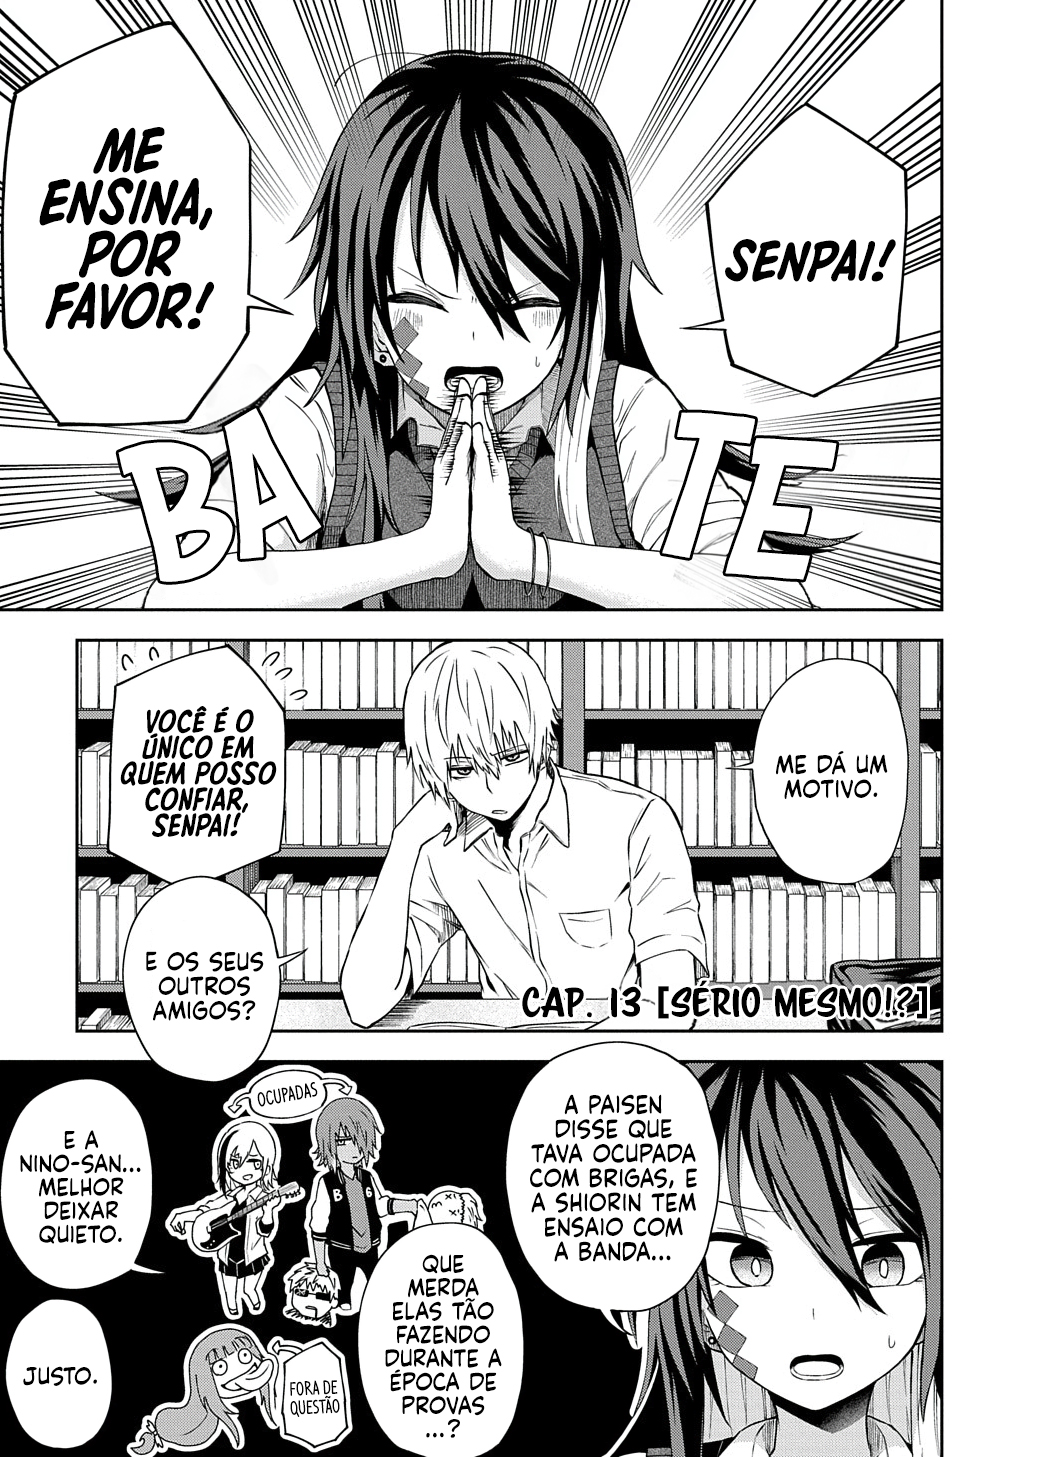 SENPAI!
ME
ENSINA,
POR
FAVOR!
BATE
ME DÁ UM
MOTIVO.
VOCÊ É O
ÚNICO EM
QUEM POSSO
CONFIAR,
SENPAI!
E OS SEUS
OUTROS
AMIGOS?
CAP. 13 [SÉRIO MESMO!?]
A PAISEN
DISSE QUE
TAVA OCUPADA
COM BRIGAS, E
A SHIORIN TEM
ENSAIO COM
A BANDA...
OCUPADAS
B
6
QUE
MERDA
ELAS TÃO
FAZENDO
DURANTE A
ÉPOCA DE
PROVAS
...?
E A
NINO-SAN...
MELHOR
DEIXAR
QUIETO.
FORA DE
QUESTÃO
JUSTO.